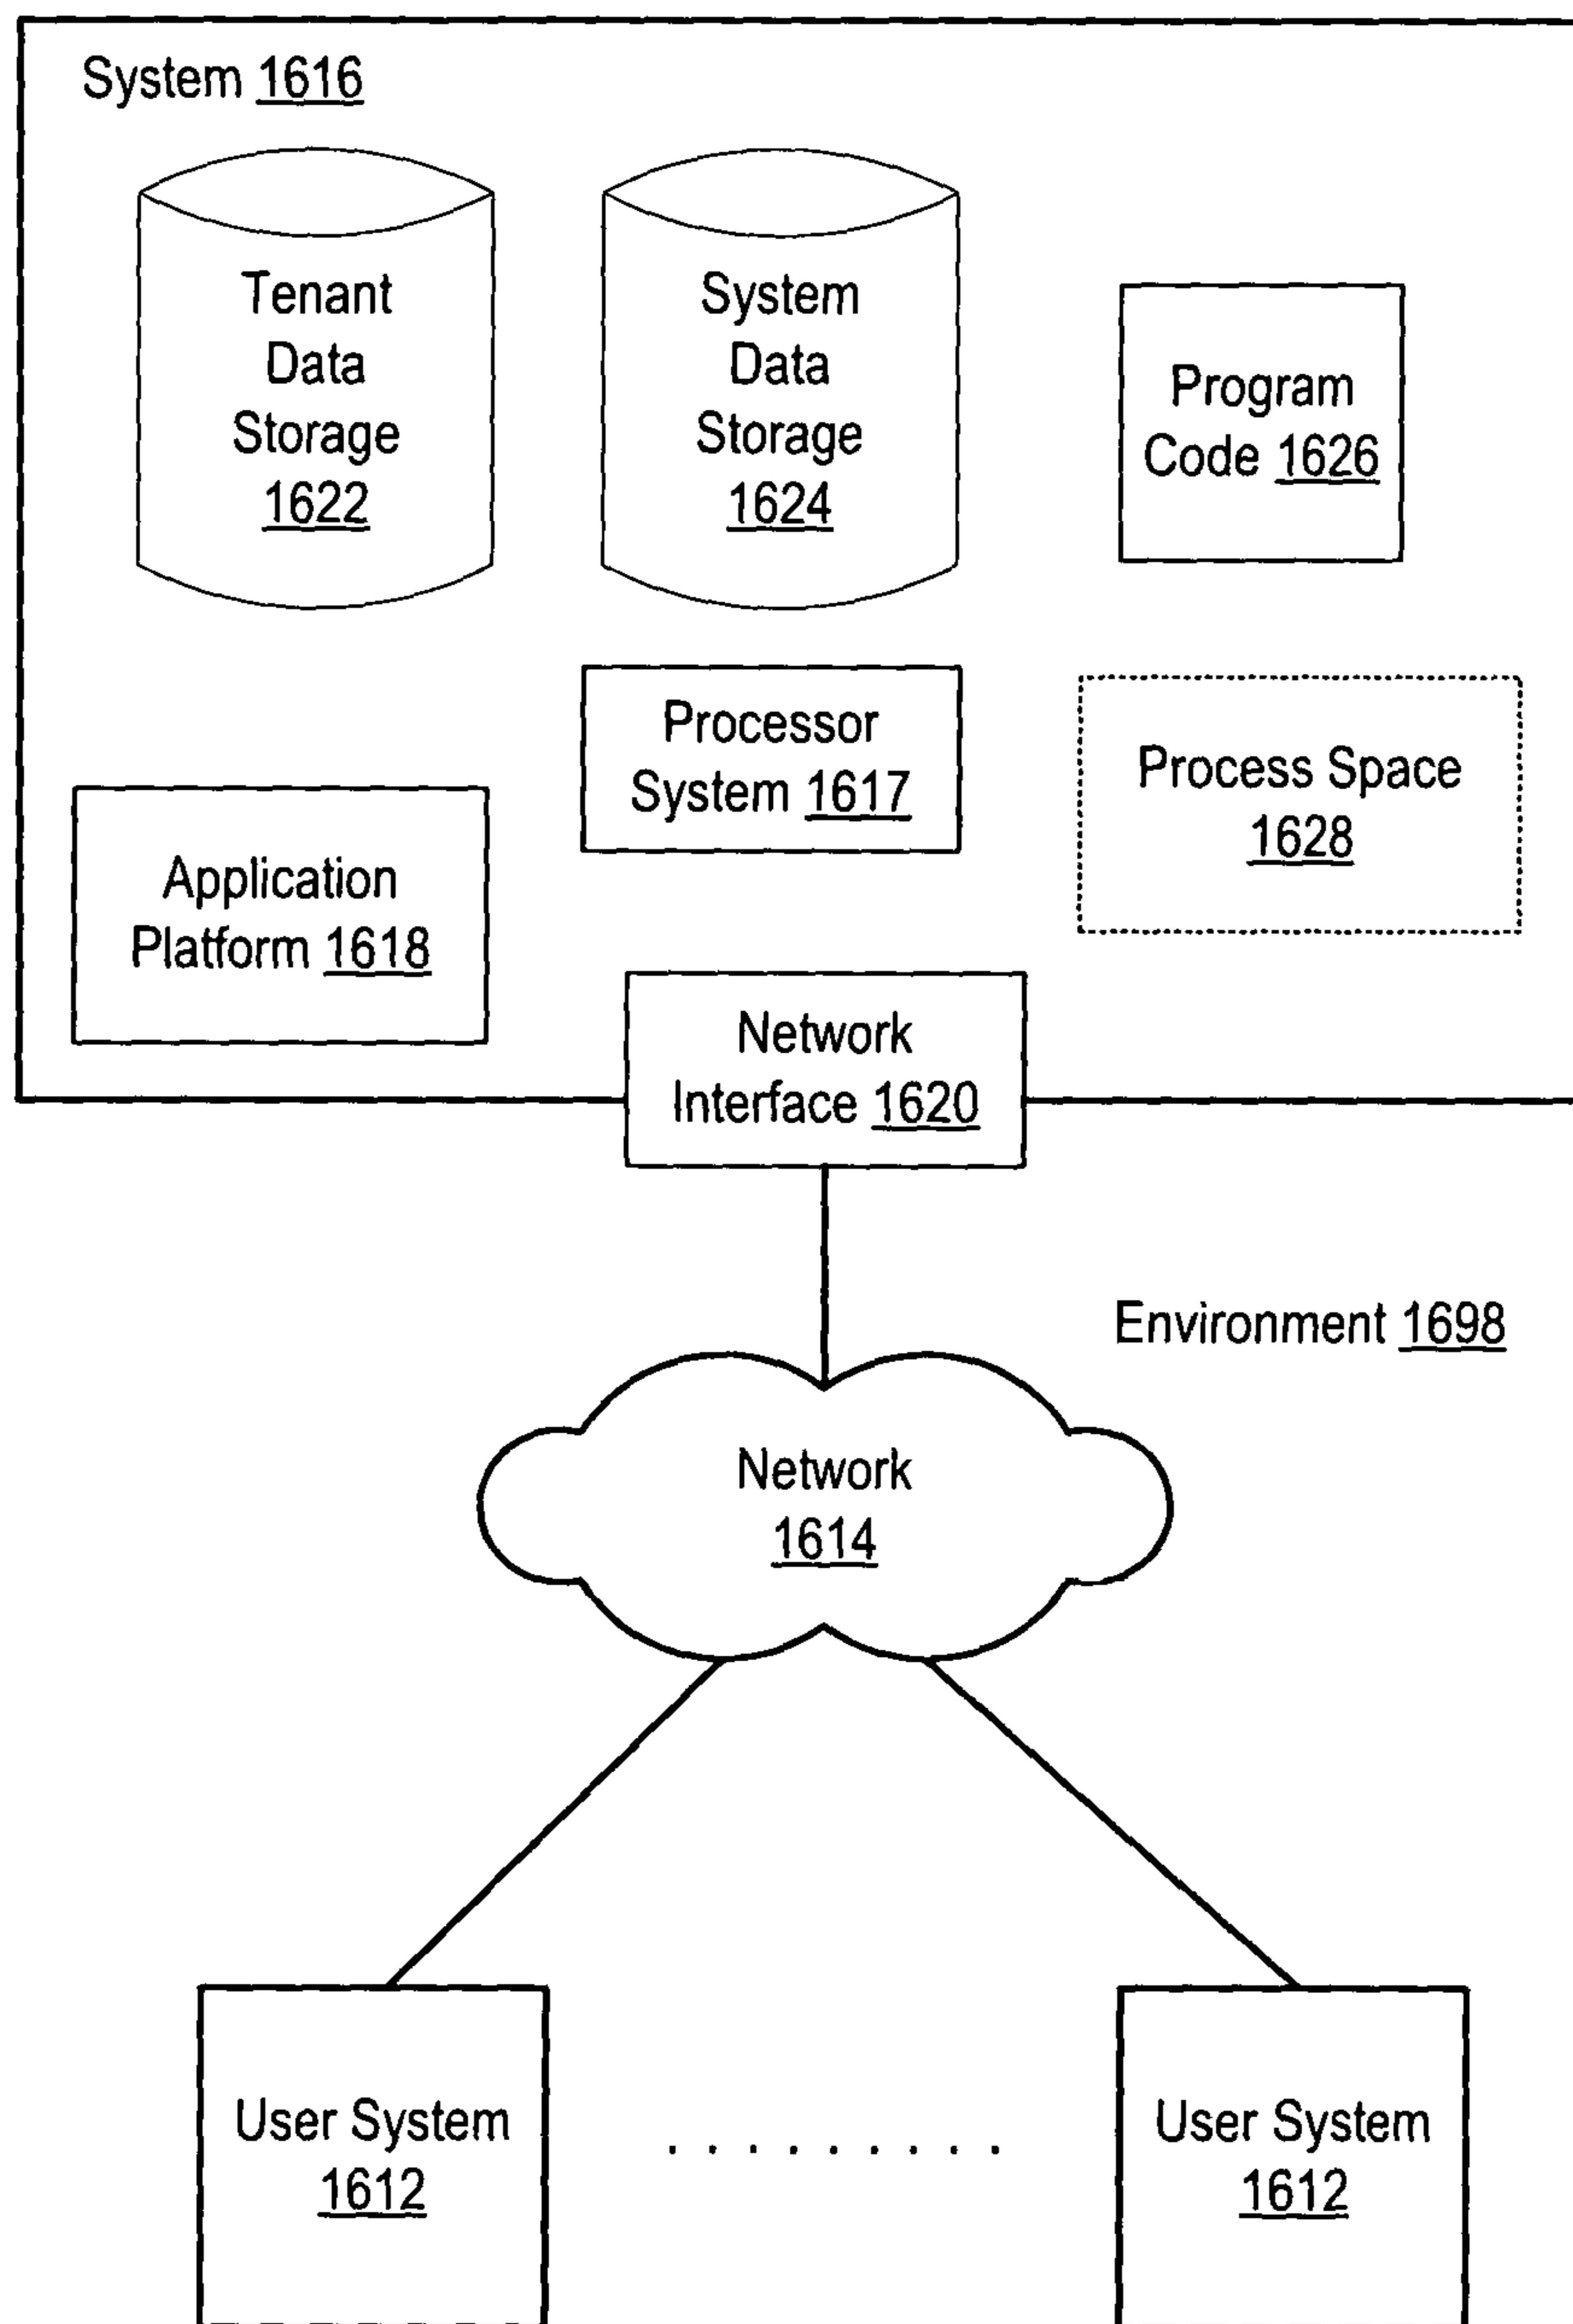 System 1616
Tenant
Data
Storage
1622
System
Data
Storage
1624
Program
Code 1626
Processor
System 1617
Process Space
1628
Application
Platform 1618
Network
Interface 1620
Environment 1698
Network
1614
User System
1612
User System
1612